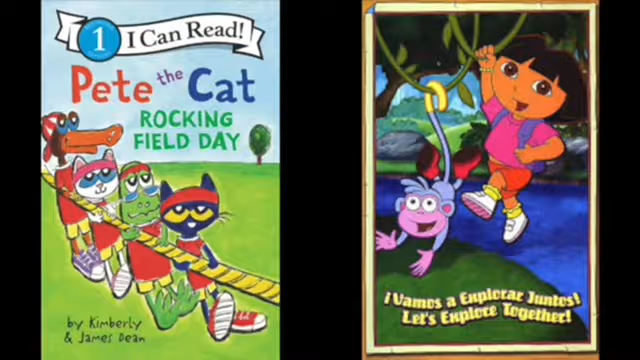 1 I Can Read!
Pete the Cat
ROCKING
FIELD DAY
by Kimberly
& James Dean
¡Vamos a Explorar Juntos!
Let's Explore Together!